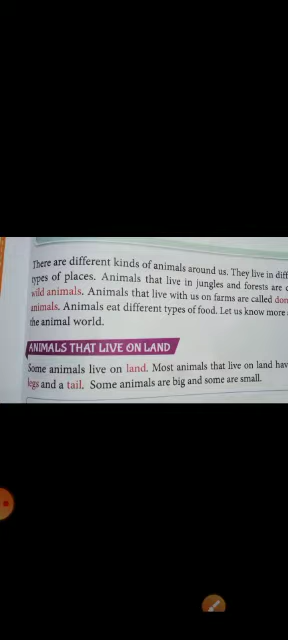 There are different kinds of animals around us. They live in diff
types of places. Animals that live in jungles and forests are c
wild animals. Animals that live with us on farms are called don
animals. Animals eat different types of food. Let us know more
the animal world.
ANIMALS THAT LIVE ON LAND
Some animals live on land. Most animals that live on land hav
legs and a tail. Some animals are big and some are small.